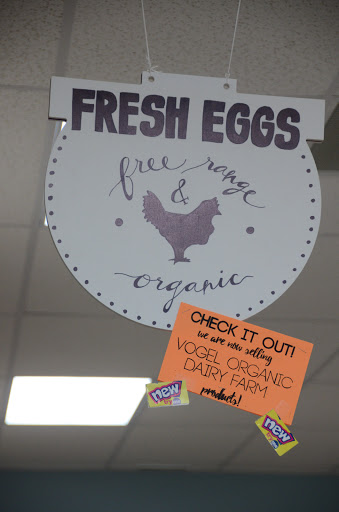 FRESH EGGS
free range
&
organic
CHECK IT OUT!
we are now selling
VOGEL ORGANIC
DAIRY FARM
products!
new
new